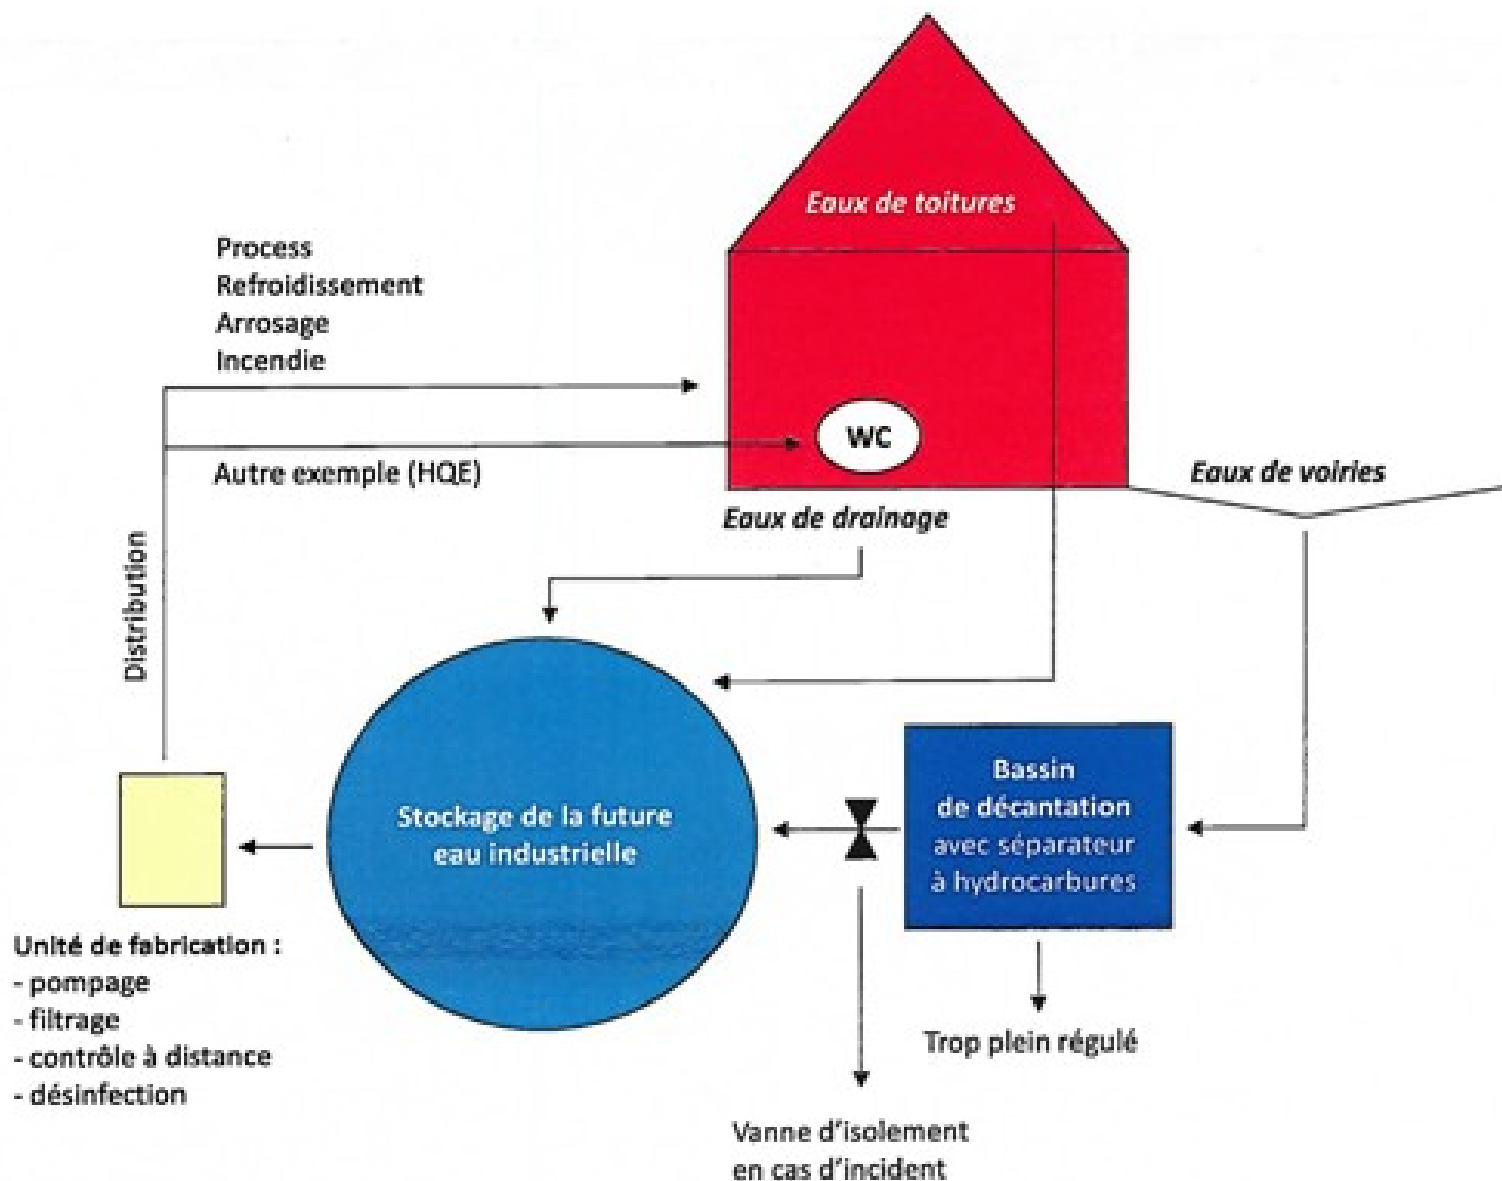 Eaux de toitures
Process
Refroidissement
Arrosage
Incendie
WC
Autre exemple (HQE)
Eaux de voiries
Eaux de drainage
Distribution
Bassin
de décantation
avec séparateur
à hydrocarbures
Stockage de la future
eau industrielle
Unité de fabrication :
- pompage
- filtrage
- contrôle à distance
- désinfection
Trop plein régulé
Vanne d'isolement
en cas d'incident